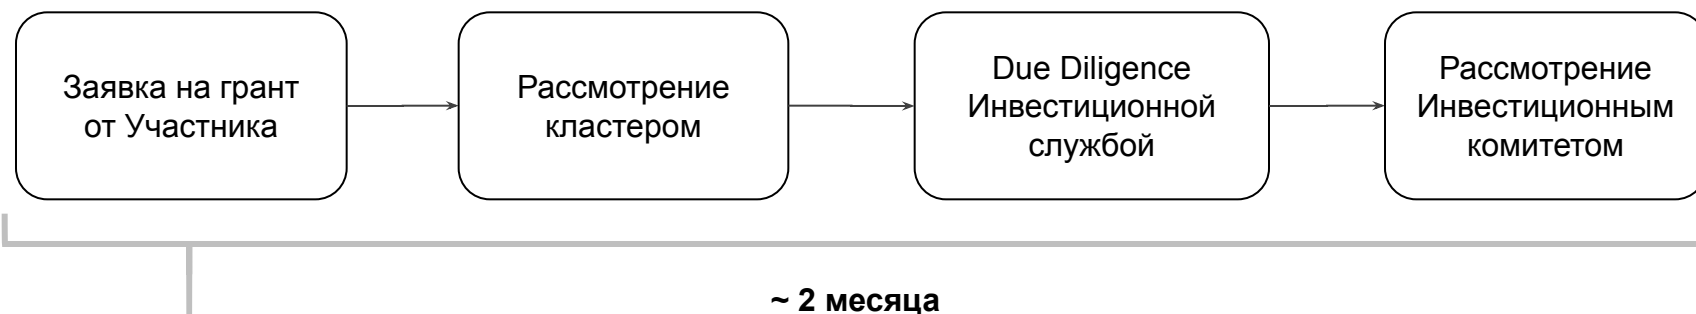 Заявка на грант
от Участника
Рассмотрение
кластером
Due Diligence
Инвестиционной
службой
Рассмотрение
Инвестиционным
комитетом
~ 2 месяца